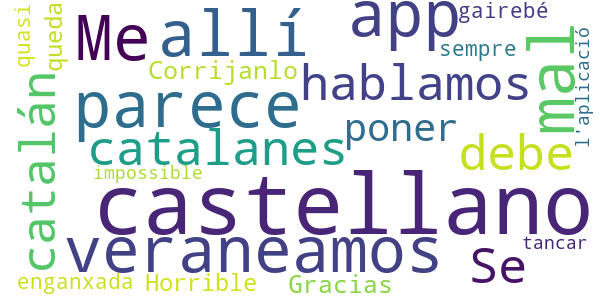 quasi
queda
Me
allí
app
gairebé
sempre
Corrijanlo
hablamos
mal
l'aplicació
catalán
parece
poner
catalanes
debe
impossible
castellano
veraneamos
Se
tancar
enganxada
Horrible
Gracias